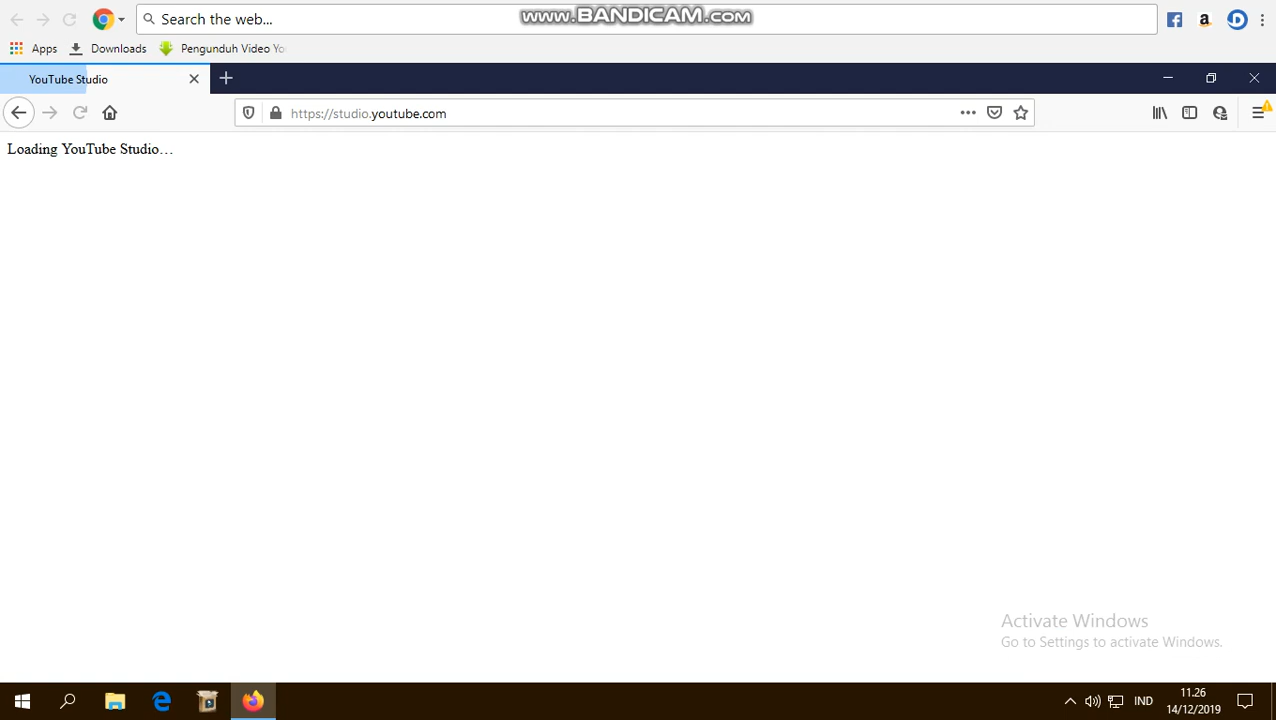 Search the web...
www.BANDICAM.com
Apps
Downloads
Pengunduh Video Yo
YouTube Studio
https://studio.youtube.com
Loading YouTube Studio…
Activate Windows
Go to Settings to activate Windows.
IND
11.26
14/12/2019